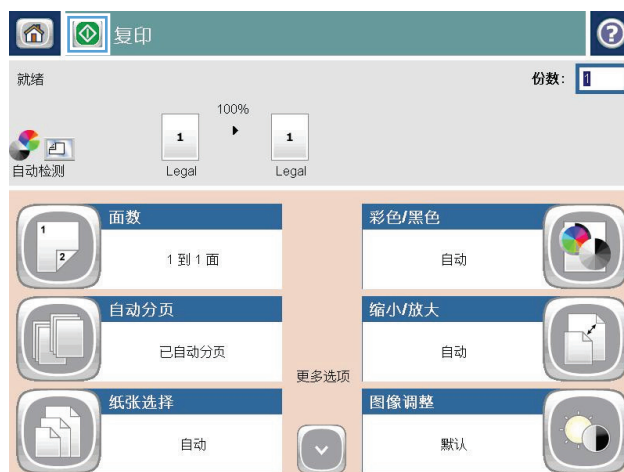 复印
?
就绪
份数: 1
100%
1
1
自动检测
Legal
Legal
面数
1
2
1 到 1 面
彩色/黑色
自动
自动分页
已自动分页
缩小/放大
自动
更多选项
纸张选择
自动
图像调整
默认